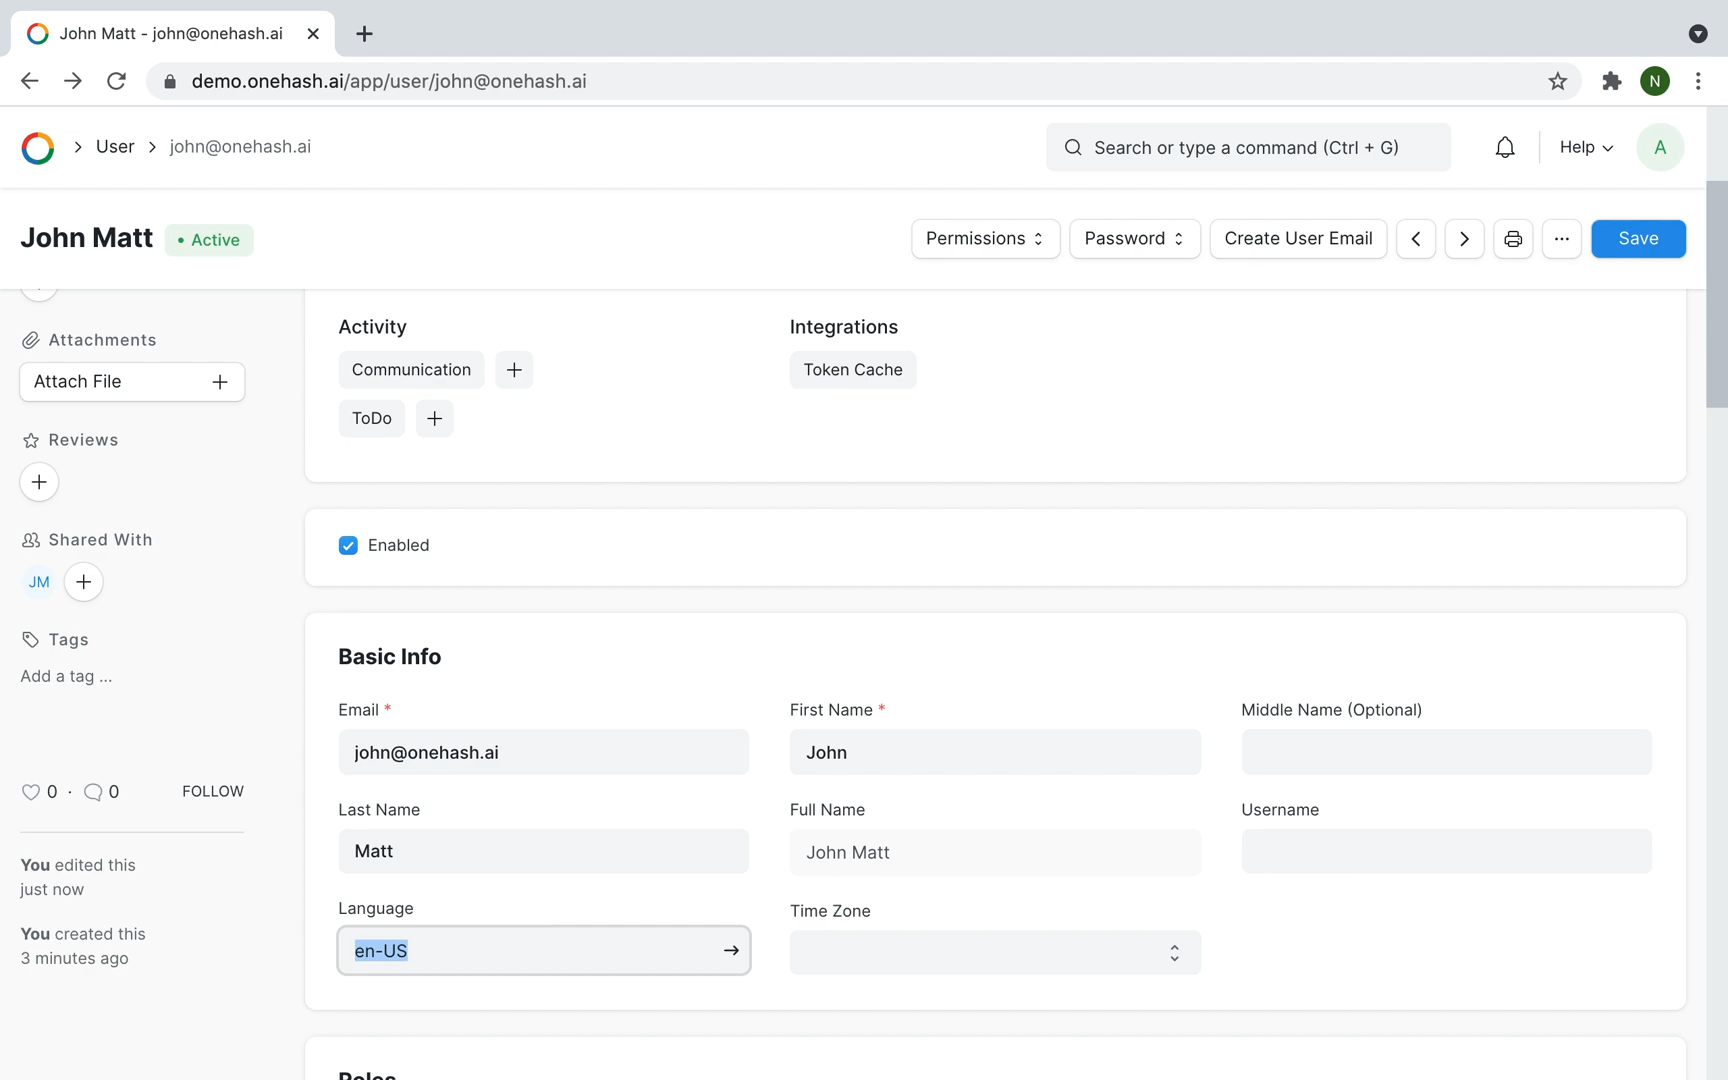 John Matt - john@onehash.ai
demo.onehash.ai/app/user/john@onehash.ai
N
User
john@onehash.ai
Search or type a command (Ctrl + G)
Help
A
John Matt
• Active
Permissions
Password
Create User Email
Save
Attachments
Attach File
Reviews
Shared With
JM
Tags
Add a tag ...
0 · 0
FOLLOW
You edited this
just now
You created this
3 minutes ago
Activity
Communication
ToDo
Integrations
Token Cache
Enabled
Basic Info
Email *
First Name *
Middle Name (Optional)
john@onehash.ai
John
Last Name
Full Name
Username
Matt
John Matt
Language
Time Zone
en-US
Roles